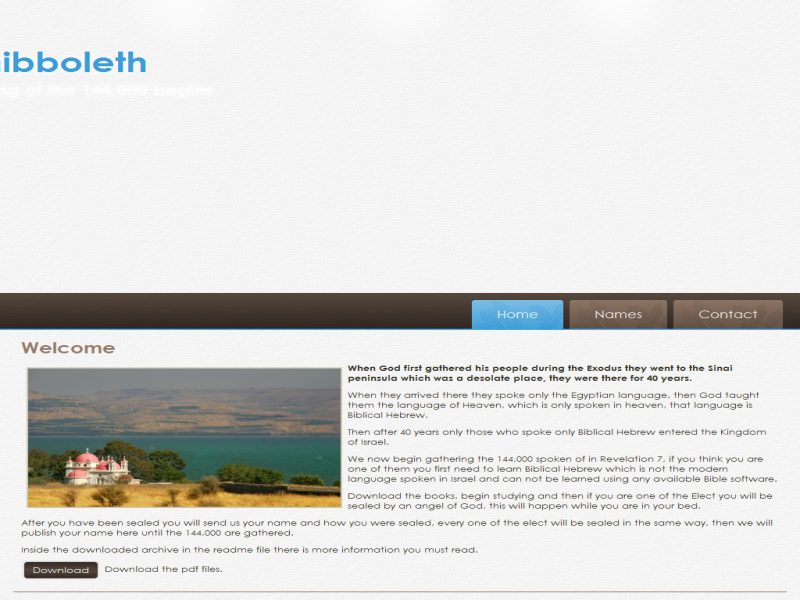 ibboleth
ng of the 144,000 begins
Home
Names
Contact
Welcome
When God first gathered his people during the Exodus they went to the Sinai
peninsula which was a desolate place, they were there for 40 years.
When they arrived there they spoke only the Egyptian language, then God taught
them the language of Heaven, which is only spoken in heaven, that language is
Biblical Hebrew.
Then after 40 years only those who spoke only Biblical Hebrew entered the Kingdom
of Israel.
We now begin gathering the 144,000 spoken of in Revelation 7, if you think you are
one of them you first need to learn Biblical Hebrew which is not the modern
language spoken in Israel and can not be learned using any available Bible software.
Download the books, begin studying and then if you are one of the Elect you will be
sealed by an angel of God, this will happen while you are in your bed.
After you have been sealed you will send us your name and how you were sealed, every one of the elect will be sealed in the same way, then we will
publish your name here until the 144,000 are gathered.
Inside the downloaded archive in the readme file there is more information you must read.
Download
Download the pdf files.